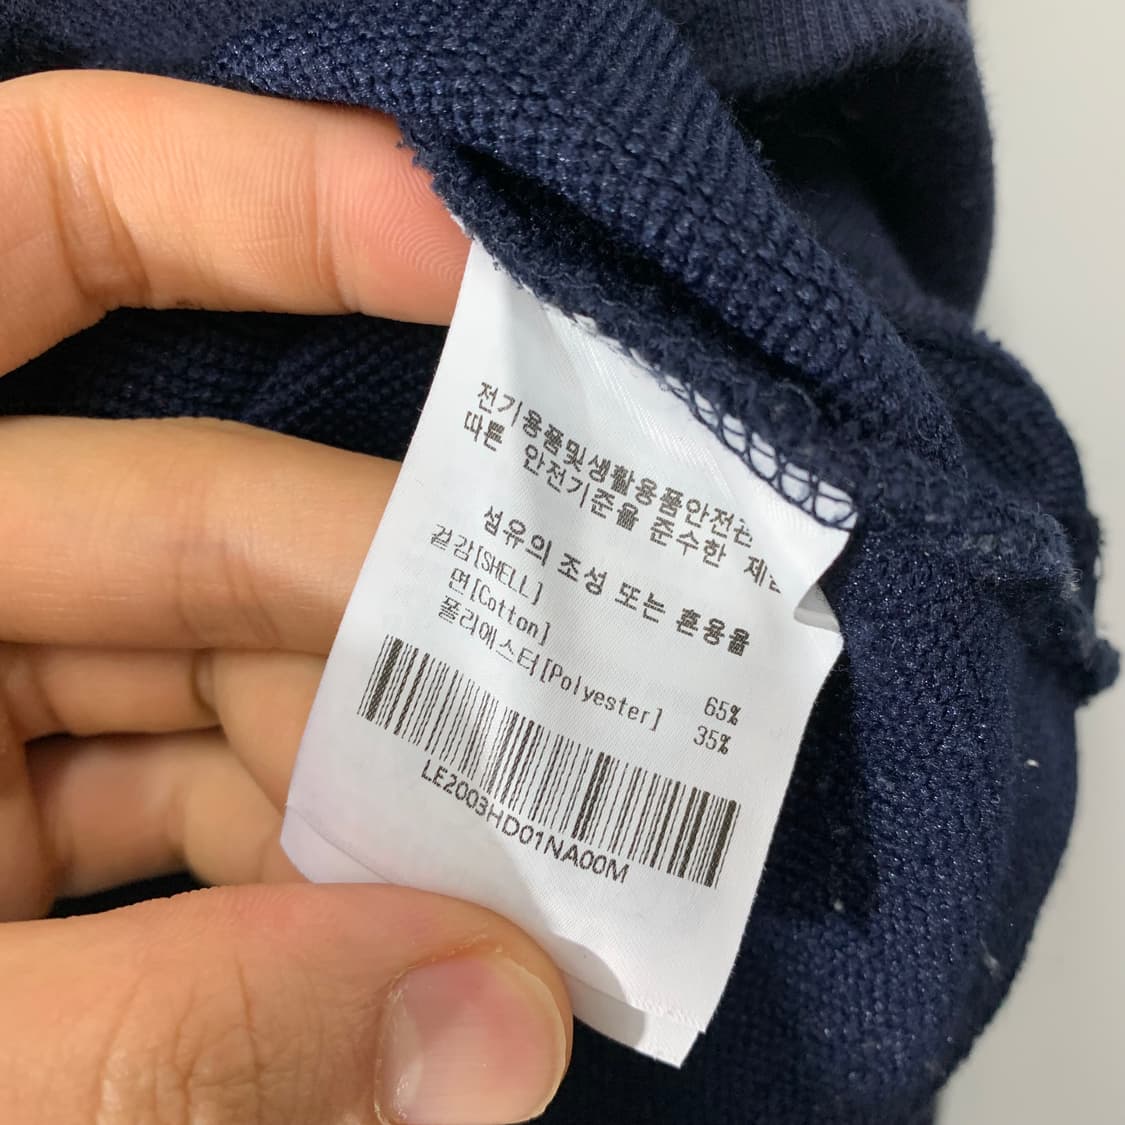 전기용품및생활용품안전관
따른 안전기준을 준수한 제
섬유의 조성 또는 혼용율
겉감[SHELL]
면[Cotton] 65%
폴리에스터[Polyester] 35%
LE2003HD01NA00M